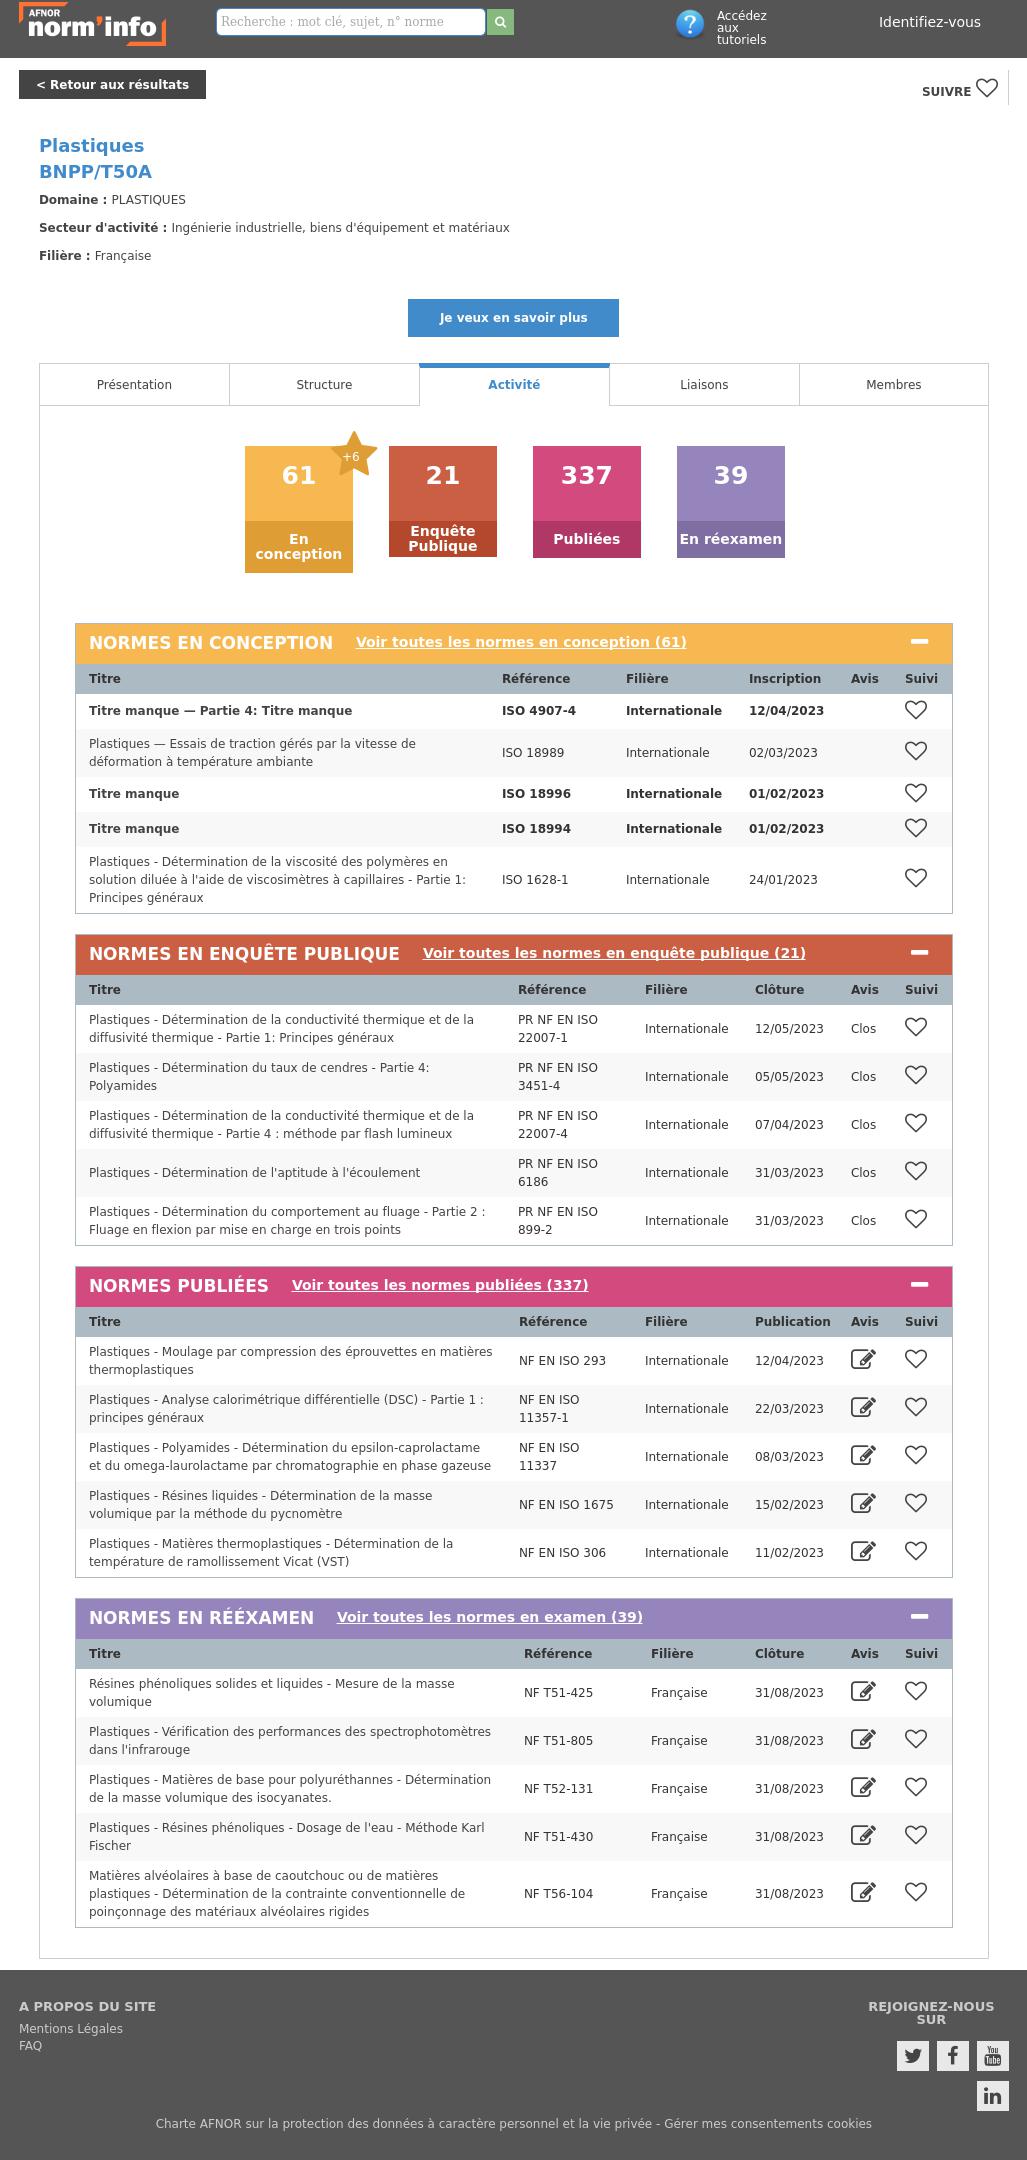 AFNOR
norm'info
Recherche : mot clé, sujet, n° norme
Accédez
aux
tutoriels
Identifiez-vous
< Retour aux résultats
SUIVRE
Plastiques
BNPP/T50A
Domaine : PLASTIQUES
Secteur d'activité : Ingénierie industrielle, biens d'équipement et matériaux
Filière : Française
Je veux en savoir plus
Présentation Structure Activité Liaisons Membres
+6
61 21 337 39
En
conception
Enquête
Publique
Publiées
En réexamen
NORMES EN CONCEPTION Voir toutes les normes en conception (61)
Titre Référence Filière Inscription Avis Suivi
Titre manque — Partie 4: Titre manque ISO 4907-4 Internationale 12/04/2023
Plastiques — Essais de traction gérés par la vitesse de
déformation à température ambiante
ISO 18989 Internationale 02/03/2023
Titre manque ISO 18996 Internationale 01/02/2023
Titre manque ISO 18994 Internationale 01/02/2023
Plastiques - Détermination de la viscosité des polymères en
solution diluée à l'aide de viscosimètres à capillaires - Partie 1:
Principes généraux
ISO 1628-1 Internationale 24/01/2023
NORMES EN ENQUÊTE PUBLIQUE Voir toutes les normes en enquête publique (21)
Titre Référence Filière Clôture Avis Suivi
Plastiques - Détermination de la conductivité thermique et de la
diffusivité thermique - Partie 1: Principes généraux
PR NF EN ISO
22007-1
Internationale 12/05/2023 Clos
Plastiques - Détermination du taux de cendres - Partie 4:
Polyamides
PR NF EN ISO
3451-4
Internationale 05/05/2023 Clos
Plastiques - Détermination de la conductivité thermique et de la
diffusivité thermique - Partie 4 : méthode par flash lumineux
PR NF EN ISO
22007-4
Internationale 07/04/2023 Clos
Plastiques - Détermination de l'aptitude à l'écoulement
PR NF EN ISO
6186
Internationale 31/03/2023 Clos
Plastiques - Détermination du comportement au fluage - Partie 2 :
Fluage en flexion par mise en charge en trois points
PR NF EN ISO
899-2
Internationale 31/03/2023 Clos
NORMES PUBLIÉES Voir toutes les normes publiées (337)
Titre Référence Filière Publication Avis Suivi
Plastiques - Moulage par compression des éprouvettes en matières
thermoplastiques
NF EN ISO 293 Internationale 12/04/2023
Plastiques - Analyse calorimétrique différentielle (DSC) - Partie 1 :
principes généraux
NF EN ISO
11357-1
Internationale 22/03/2023
Plastiques - Polyamides - Détermination du epsilon-caprolactame
et du omega-laurolactame par chromatographie en phase gazeuse
NF EN ISO
11337
Internationale 08/03/2023
Plastiques - Résines liquides - Détermination de la masse
volumique par la méthode du pycnomètre
NF EN ISO 1675 Internationale 15/02/2023
Plastiques - Matières thermoplastiques - Détermination de la
température de ramollissement Vicat (VST)
NF EN ISO 306 Internationale 11/02/2023
NORMES EN RÉÉXAMEN Voir toutes les normes en examen (39)
Titre Référence Filière Clôture Avis Suivi
Résines phénoliques solides et liquides - Mesure de la masse
volumique
NF T51-425 Française 31/08/2023
Plastiques - Vérification des performances des spectrophotomètres
dans l'infrarouge
NF T51-805 Française 31/08/2023
Plastiques - Matières de base pour polyuréthannes - Détermination
de la masse volumique des isocyanates.
NF T52-131 Française 31/08/2023
Plastiques - Résines phénoliques - Dosage de l'eau - Méthode Karl
Fischer
NF T51-430 Française 31/08/2023
Matières alvéolaires à base de caoutchouc ou de matières
plastiques - Détermination de la contrainte conventionnelle de
poinçonnage des matériaux alvéolaires rigides
NF T56-104 Française 31/08/2023
A PROPOS DU SITE
Mentions Légales
FAQ
REJOIGNEZ-NOUS
SUR
You
Tube
in
Charte AFNOR sur la protection des données à caractère personnel et la vie privée - Gérer mes consentements cookies